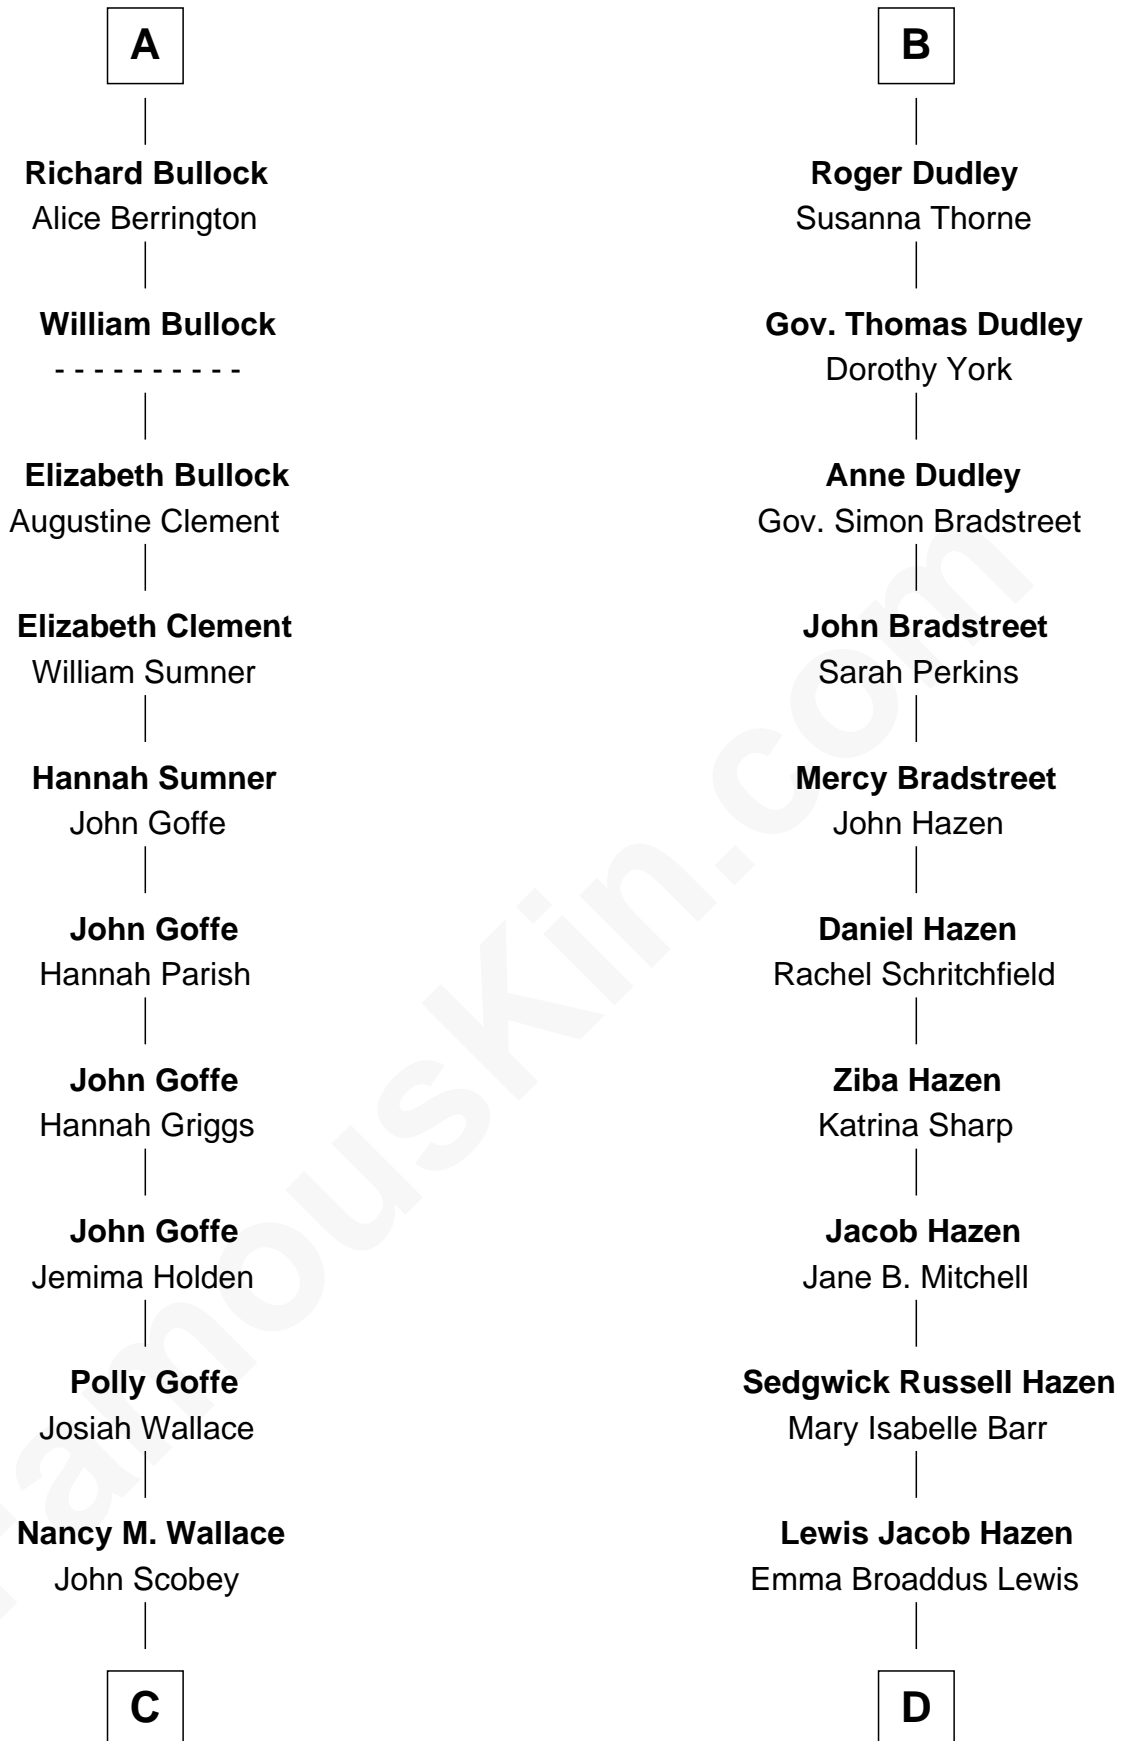 A
Richard Bullock
Alice Berrington
William Bullock
- - - - - - - - - -
Elizabeth Bullock
Augustine Clement
Elizabeth Clement
William Sumner
Hannah Sumner
John Goffe
John Goffe
Hannah Parish
John Goffe
Hannah Griggs
John Goffe
Jemima Holden
Polly Goffe
Josiah Wallace
Nancy M. Wallace
John Scobey
C
B
Roger Dudley
Susanna Thorne
Gov. Thomas Dudley
Dorothy York
Anne Dudley
Gov. Simon Bradstreet
John Bradstreet
Sarah Perkins
Mercy Bradstreet
John Hazen
Daniel Hazen
Rachel Schritchfield
Ziba Hazen
Katrina Sharp
Jacob Hazen
Jane B. Mitchell
Sedgwick Russell Hazen
Mary Isabelle Barr
Lewis Jacob Hazen
Emma Broaddus Lewis
D
FamousKin.com